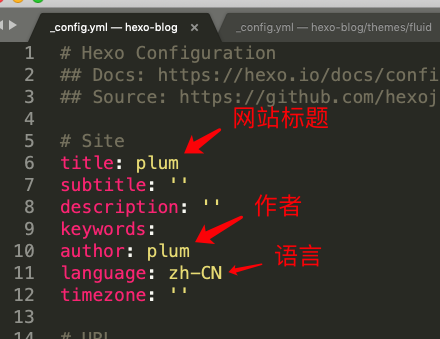 _config.yml — hexo-blog
_config.yml — hexo-blog/themes/fluid
1 # Hexo Configuration
2 ## Docs: https://hexo.io/docs/confi
3 ## Source: https://github.com/hexoj
4
5 # Site
网站标题
6 title: plum
7 subtitle: ''
8 description: ''
作者
9 keywords:
10 author: plum
语言
11 language: zh-CN
12 timezone: ''
13
14 # URL